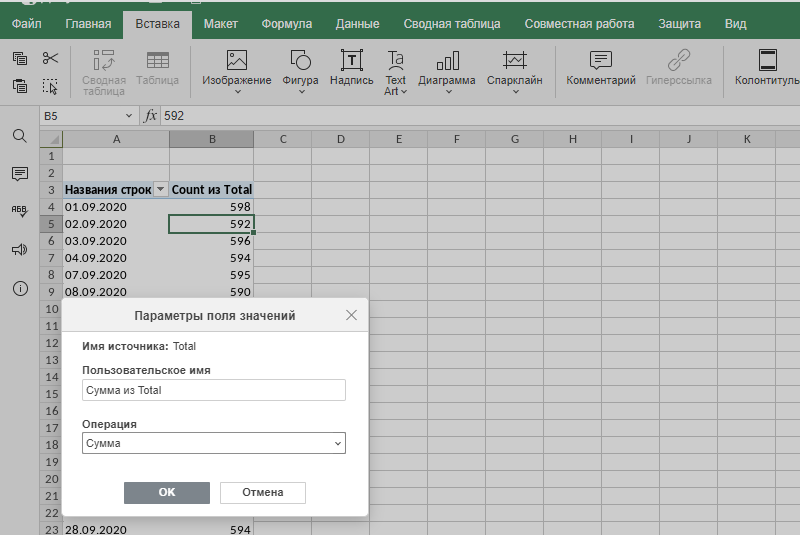 Файл Главная Вставка Макет Формула Данные Сводная таблица Совместная работа Защита Вид
Сводная таблица Таблица Изображение Фигура Надпись Text Art Диаграмма Спарклайн Комментарий Гиперссылка Колонтитуль
B5 fx 592
A B C D E F G H I J K
1
2
3 Названия строк Count из Total
4 01.09.2020 598
5 02.09.2020 592
6 03.09.2020 596
7 04.09.2020 594
8 07.09.2020 595
9 08.09.2020 590
10
11
12
13
14
15
16
17
18
19
20
21
22
23 28.09.2020 594
АБВ
Параметры поля значений
Имя источника: Total
Пользовательское имя
Сумма из Total
Операция
Сумма
OK Отмена